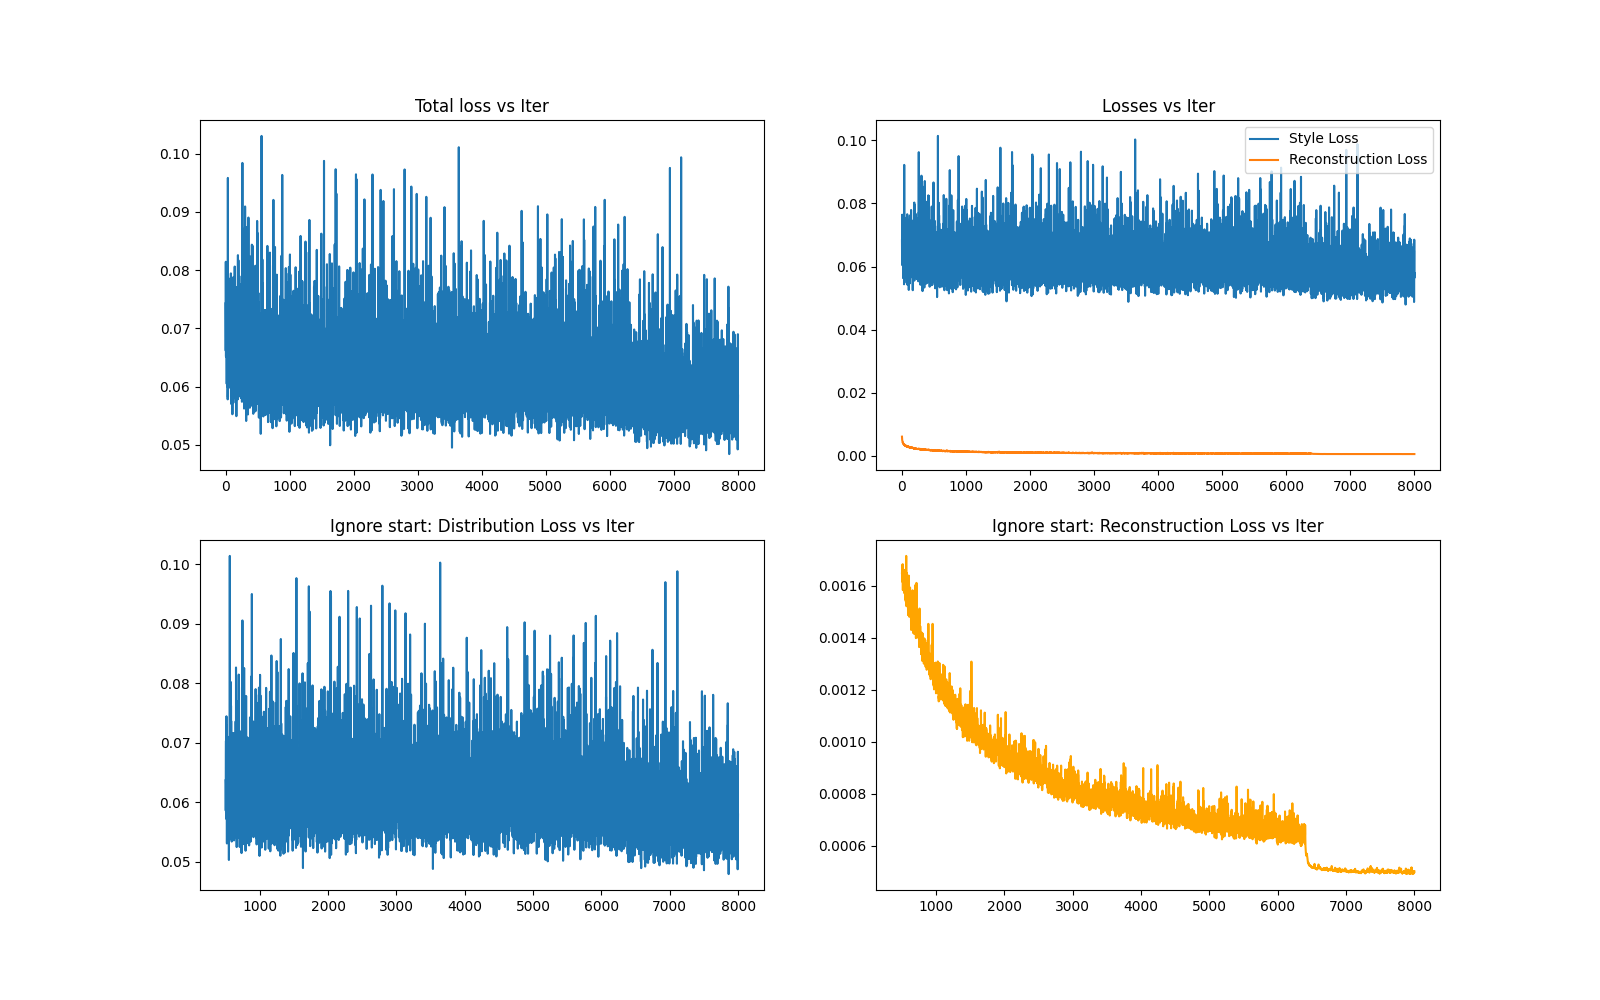 Total loss vs Iter
0.10
0.09
0.08
0.07
0.06
0.05
0 1000 2000 3000 4000 5000 6000 7000 8000
Losses vs Iter
Style Loss
Reconstruction Loss
0.10
0.08
0.06
0.04
0.02
0.00
0 1000 2000 3000 4000 5000 6000 7000 8000
Ignore start: Distribution Loss vs Iter
0.10
0.09
0.08
0.07
0.06
0.05
1000 2000 3000 4000 5000 6000 7000 8000
Ignore start: Reconstruction Loss vs Iter
0.0016
0.0014
0.0012
0.0010
0.0008
0.0006
1000 2000 3000 4000 5000 6000 7000 8000